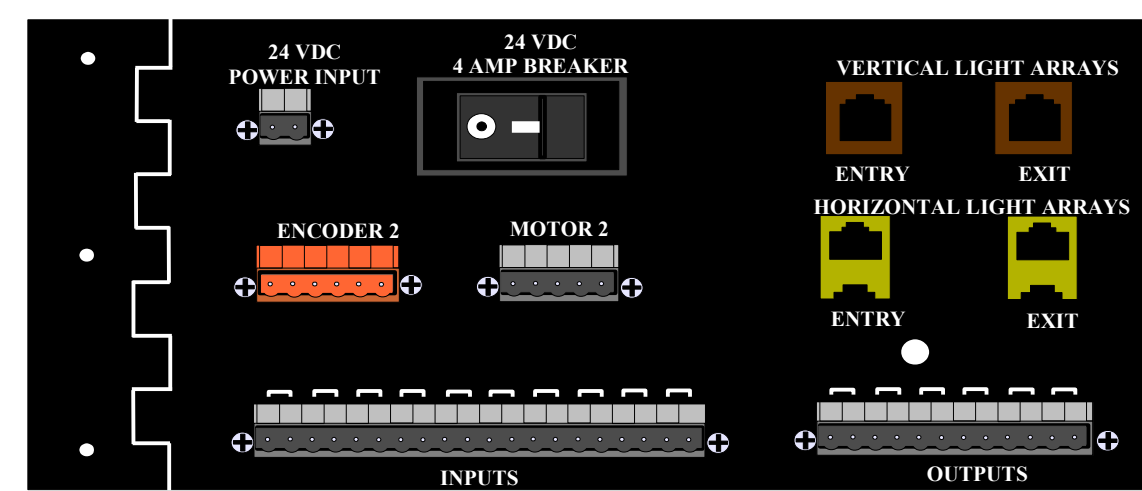 24 VDC
POWER INPUT
24 VDC
4 AMP BREAKER
VERTICAL LIGHT ARRAYS
ENTRY
EXIT
HORIZONTAL LIGHT ARRAYS
ENCODER 2
MOTOR 2
ENTRY
EXIT
INPUTS
OUTPUTS